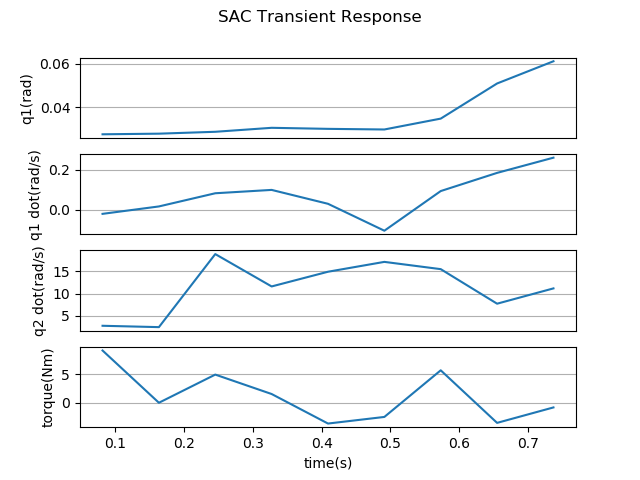 SAC Transient Response
0.06
0.04
q1(rad)
0.2
0.0
q1 dot(rad/s)
15
10
5
q2 dot(rad/s)
5
0
torque(Nm)
0.1 0.2 0.3 0.4 0.5 0.6 0.7
time(s)